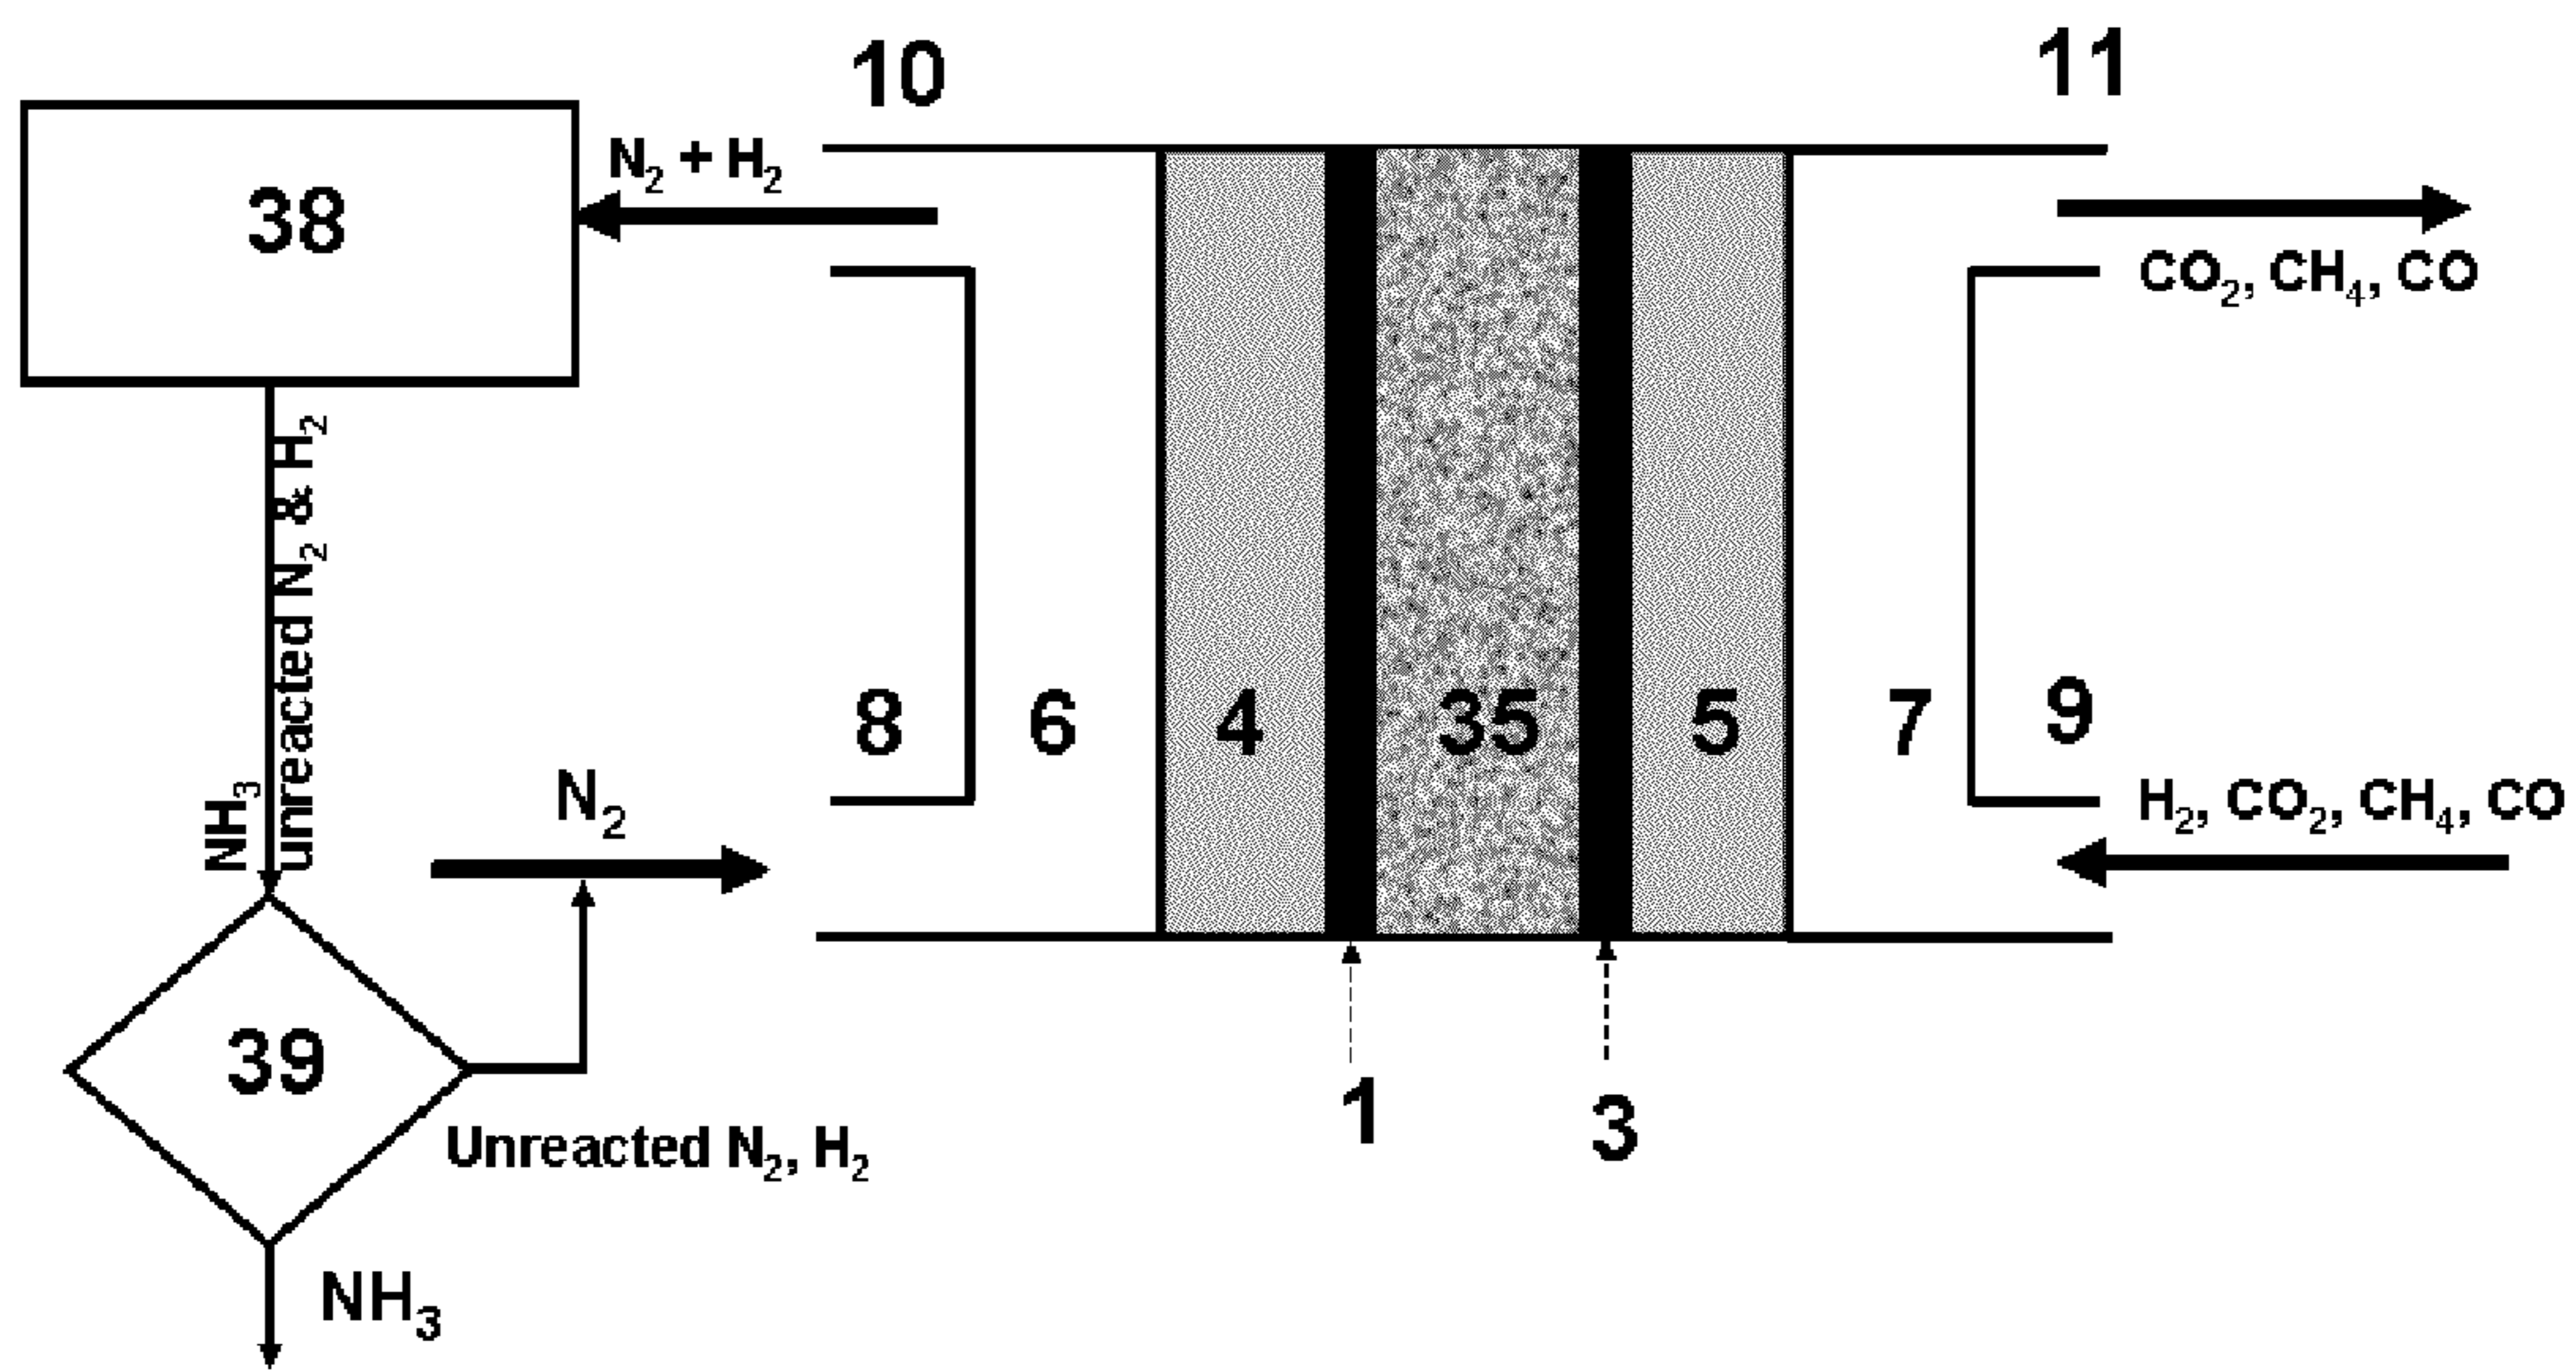 10
11
N₂ + H₂
38
CO₂, CH₄, CO
NH₃
unreacted N₂ & H₂
8
6
4
35
5
7
9
N₂
H₂, CO₂, CH₄, CO
39
Unreacted N₂, H₂
1
3
NH₃